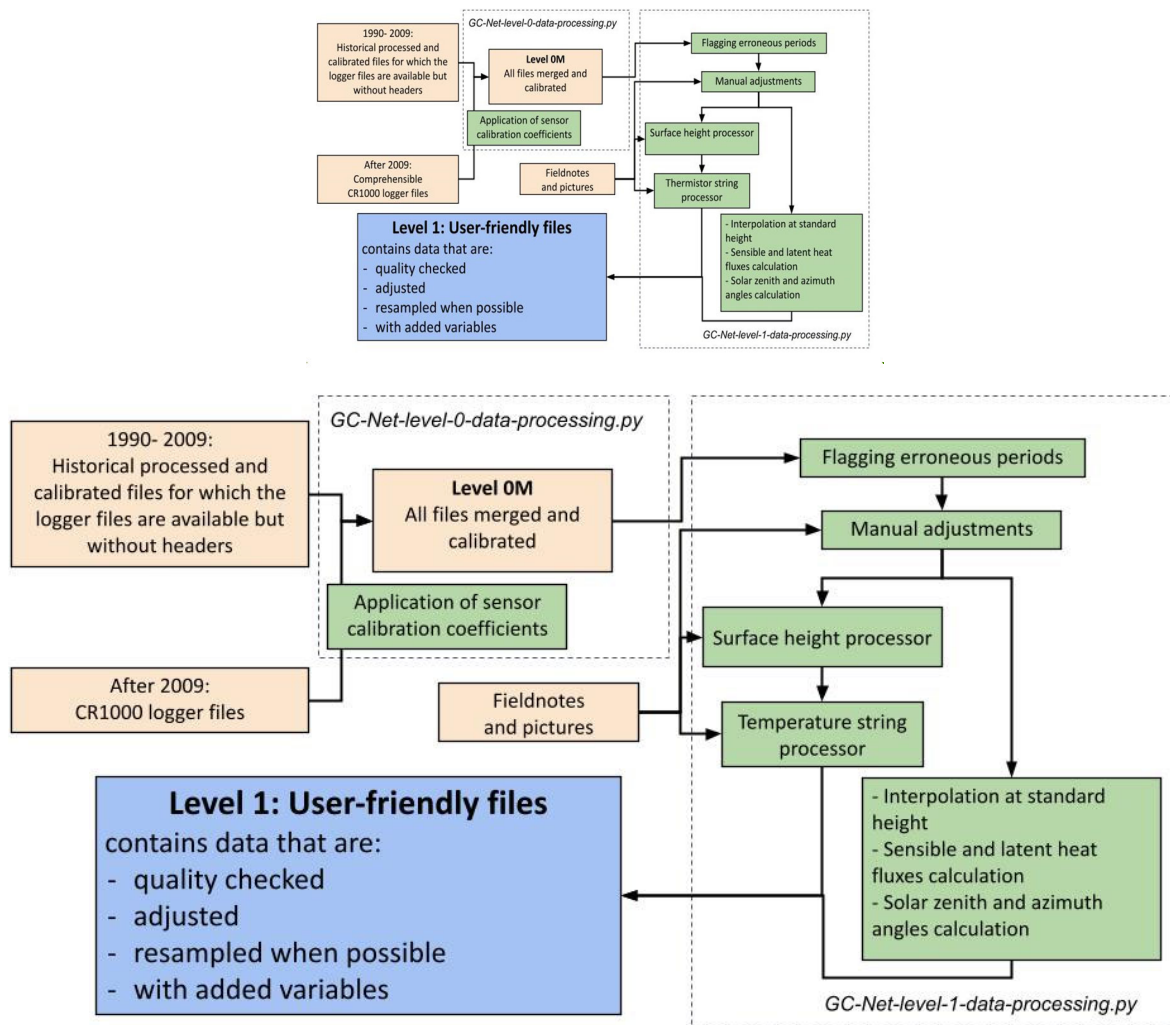 GC-Net-level-0-data-processing.py
1990- 2009:
Historical processed and
calibrated files for which the
logger files are available but
without headers
Level 0M
All files merged and
calibrated
Application of sensor
calibration coefficients
After 2009:
Comprehensible
CR1000 logger files
Fieldnotes
and pictures
Flagging erroneous periods
Manual adjustments
Surface height processor
Thermistor string
processor
- Interpolation at standard
height
- Sensible and latent heat
fluxes calculation
- Solar zenith and azimuth
angles calculation
GC-Net-level-1-data-processing.py
Level 1: User-friendly files
contains data that are:
- quality checked
- adjusted
- resampled when possible
- with added variables
GC-Net-level-0-data-processing.py
1990- 2009:
Historical processed and
calibrated files for which the
logger files are available but
without headers
Level 0M
All files merged and
calibrated
Application of sensor
calibration coefficients
After 2009:
CR1000 logger files
Fieldnotes
and pictures
Flagging erroneous periods
Manual adjustments
Surface height processor
Temperature string
processor
- Interpolation at standard
height
- Sensible and latent heat
fluxes calculation
- Solar zenith and azimuth
angles calculation
GC-Net-level-1-data-processing.py
Level 1: User-friendly files
contains data that are:
- quality checked
- adjusted
- resampled when possible
- with added variables